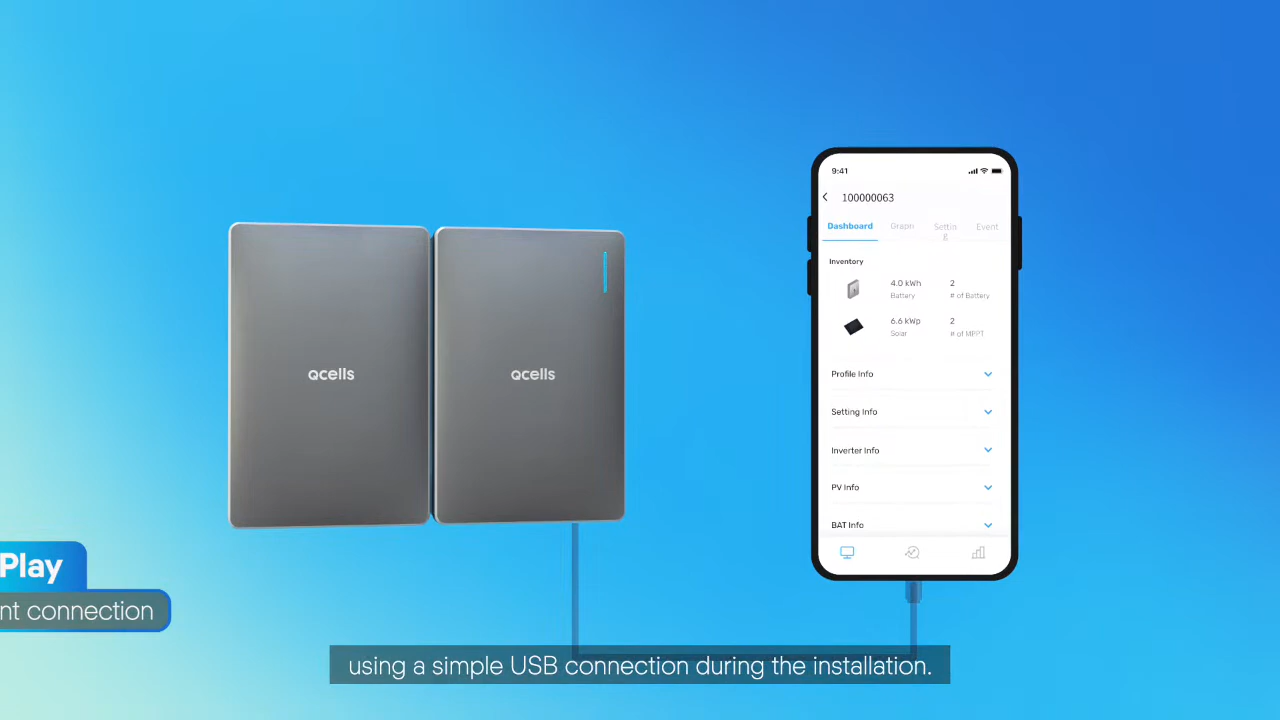 9:41
100000063
Dashboard Graph Settin
g Event
Inventory
4.0 kWh 2
Battery # of Battery
6.6 kWp 2
Solar # of MPPT
Profile Info
Setting Info
Inverter Info
PV Info
BAT Info
Qcells Qcells
Play
nt connection
using a simple USB connection during the installation.